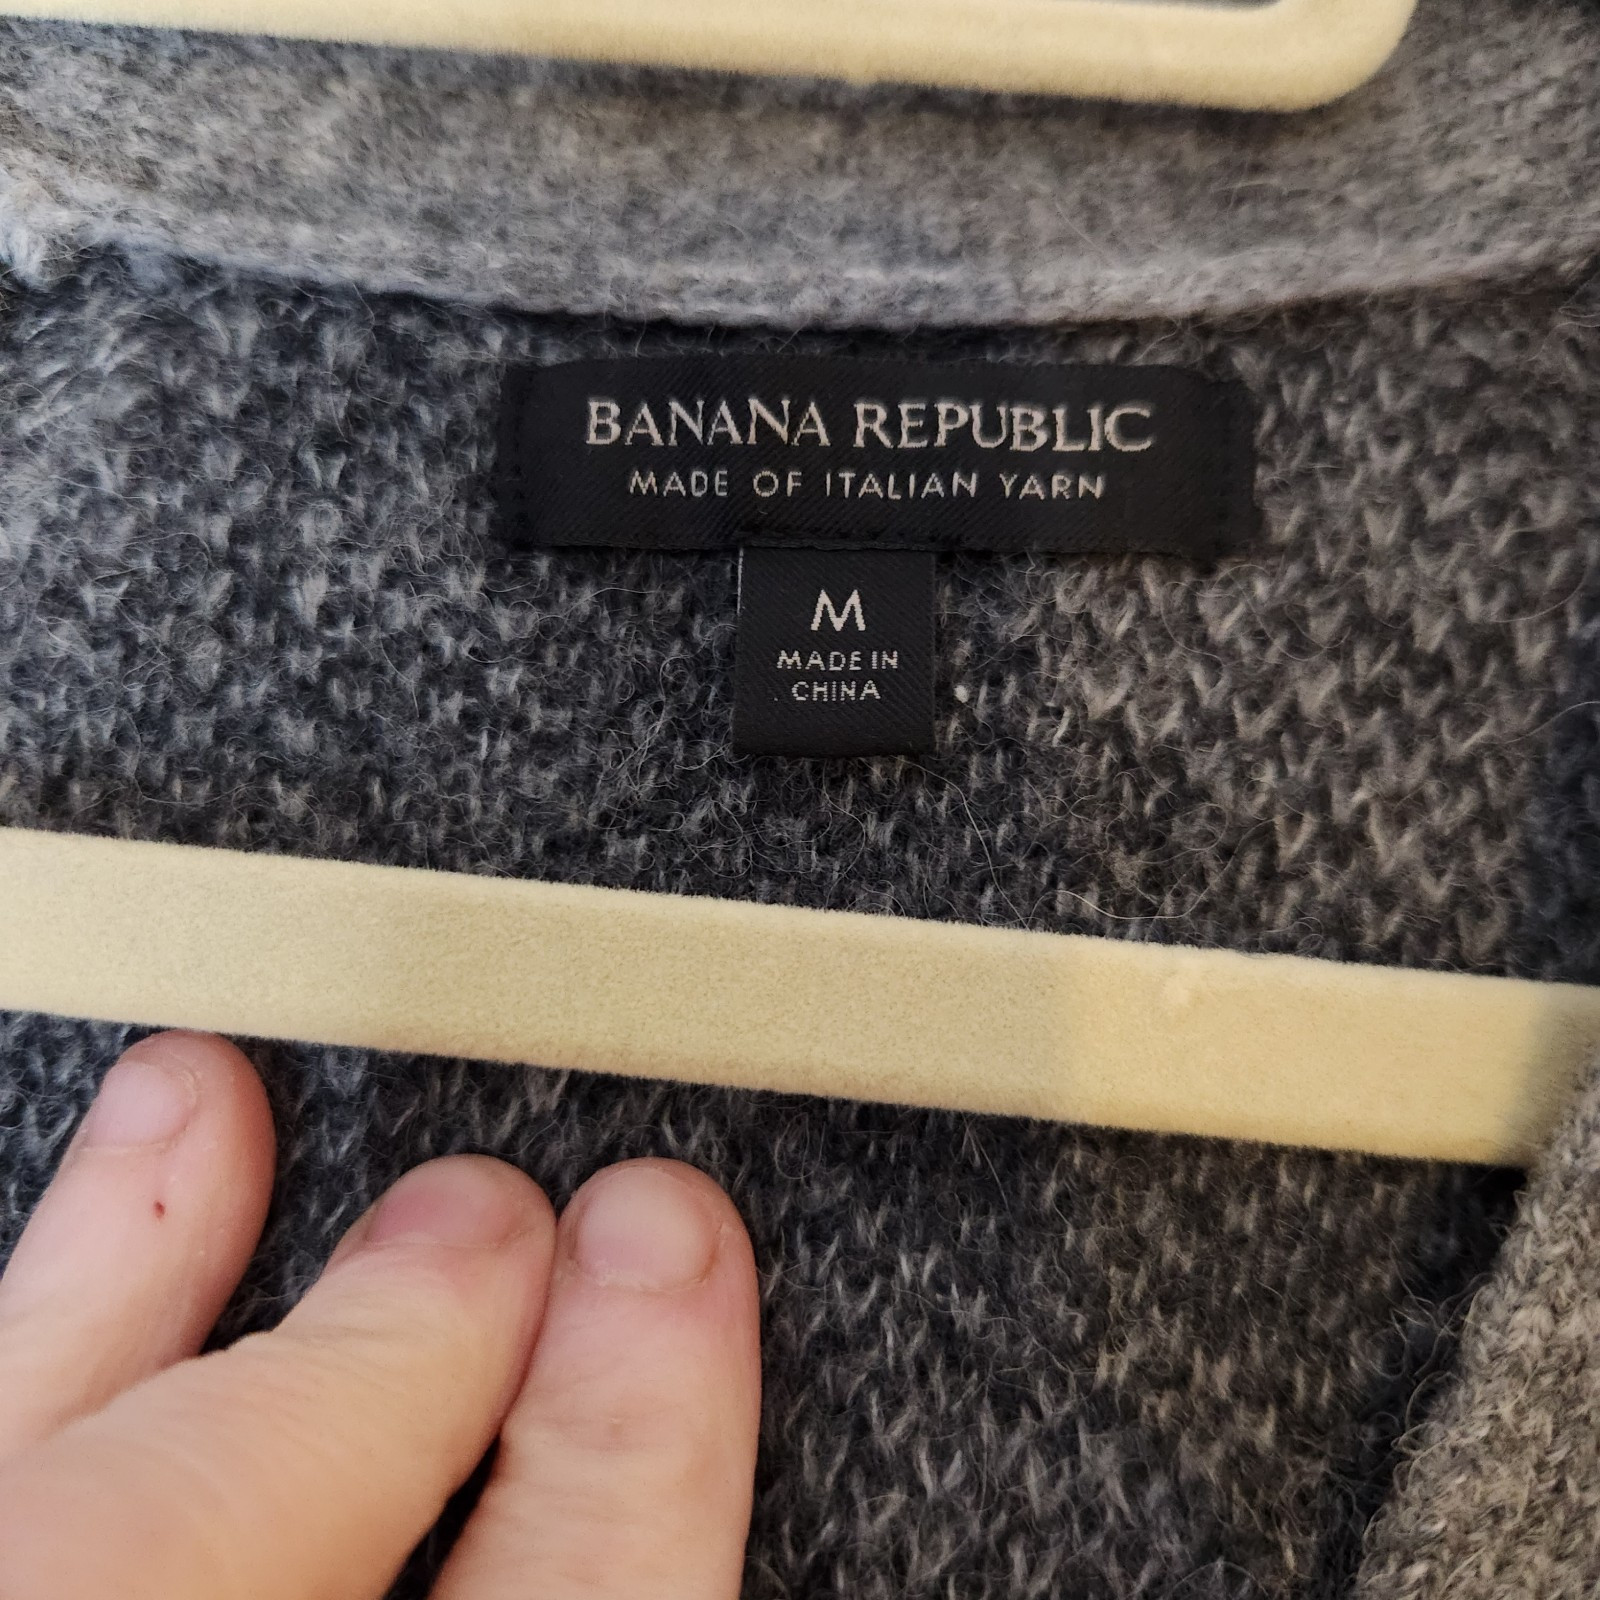 BANANA REPUBLIC
MADE OF ITALIAN YARN
M
MADE IN
CHINA